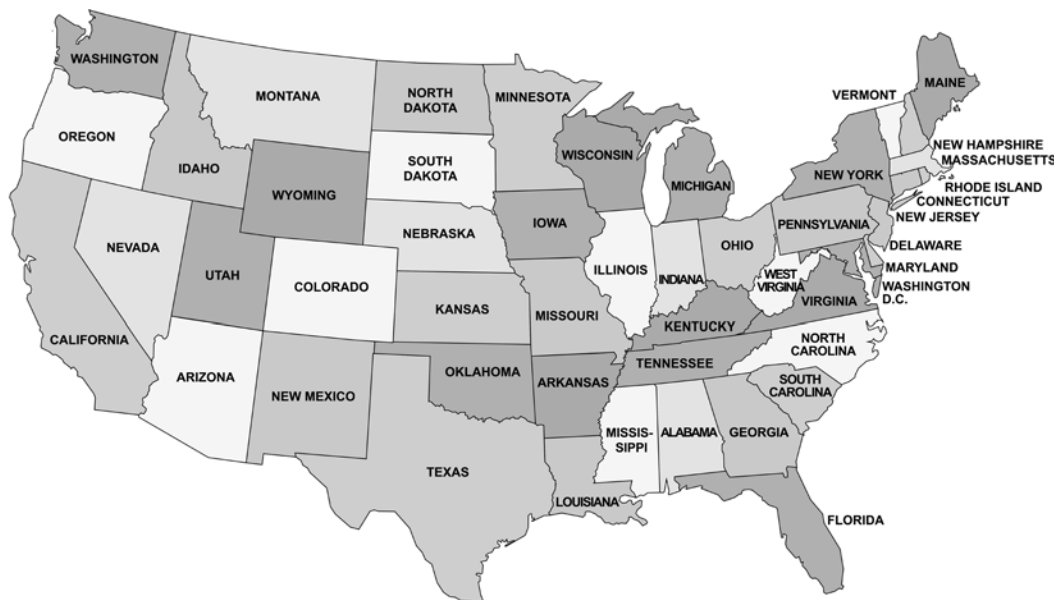 WASHINGTON
MONTANA
NORTH
DAKOTA
MINNESOTA
VERMONT
MAINE
OREGON
IDAHO
SOUTH
DAKOTA
WISCONSIN
MICHIGAN
NEW YORK
NEW HAMPSHIRE
MASSACHUSETTS
RHODE ISLAND
CONNECTICUT
NEW JERSEY
WYOMING
NEBRASKA
IOWA
PENNSYLVANIA
NEVADA
UTAH
COLORADO
ILLINOIS
INDIANA
OHIO
WEST
VIRGINIA
DELAWARE
MARYLAND
WASHINGTON
D.C.
VIRGINIA
CALIFORNIA
KANSAS
MISSOURI
KENTUCKY
NORTH
CAROLINA
ARIZONA
NEW MEXICO
OKLAHOMA
ARKANSAS
TENNESSEE
SOUTH
CAROLINA
TEXAS
LOUISIANA
MISSIS-
SIPPI
ALABAMA
GEORGIA
FLORIDA